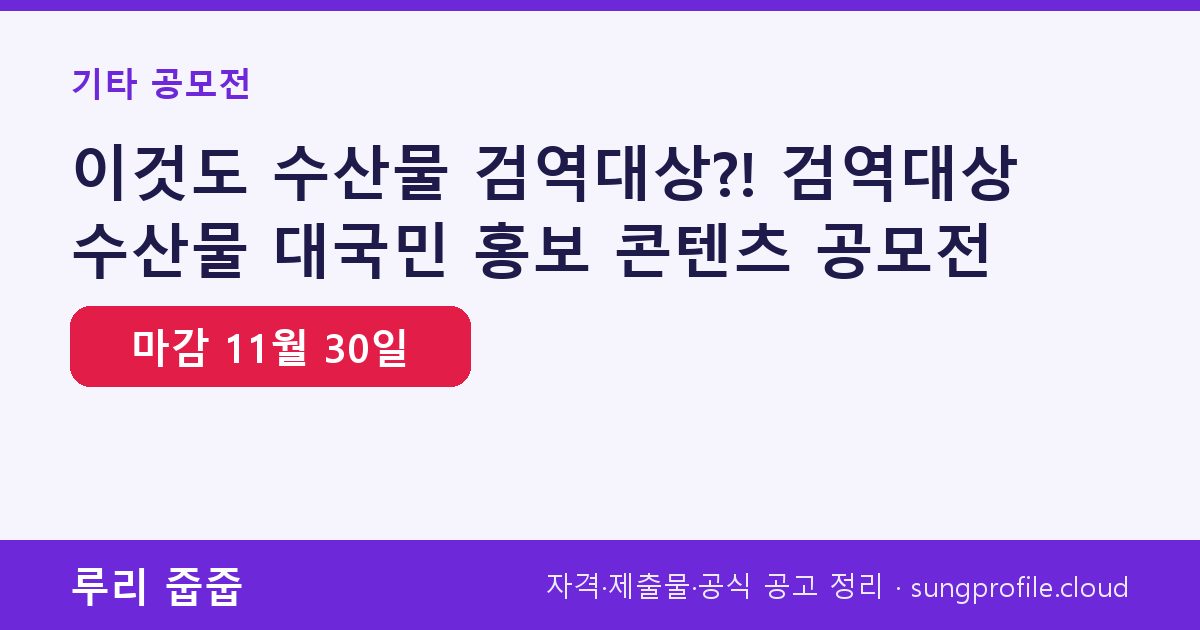 기타 공모전
이것도 수산물 검역대상?! 검역대상
수산물 대국민 홍보 콘텐츠 공모전
마감 11월 30일
루리 줍줍
자격·제출물·공식 공고 정리 · sungprofile.cloud